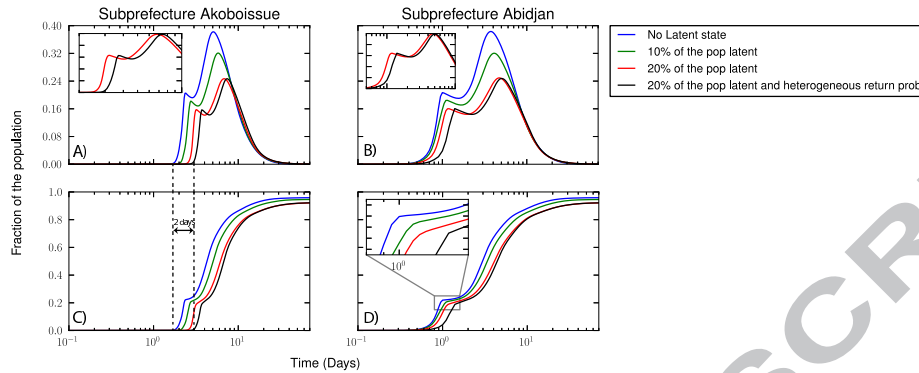 Subprefecture Akoboissue
Subprefecture Abidjan
No Latent state
10% of the pop latent
20% of the pop latent
20% of the pop latent and heterogeneous return prob
Fraction of the population
0.40
0.32
0.24
0.16
0.08
0.00
A)
B)
1.0
0.8
0.6
0.4
0.2
0.0
2 days
C)
D)
10⁰
10⁻¹ 10⁰ 10¹
10⁻¹ 10⁰ 10¹
Time (Days)
SCR